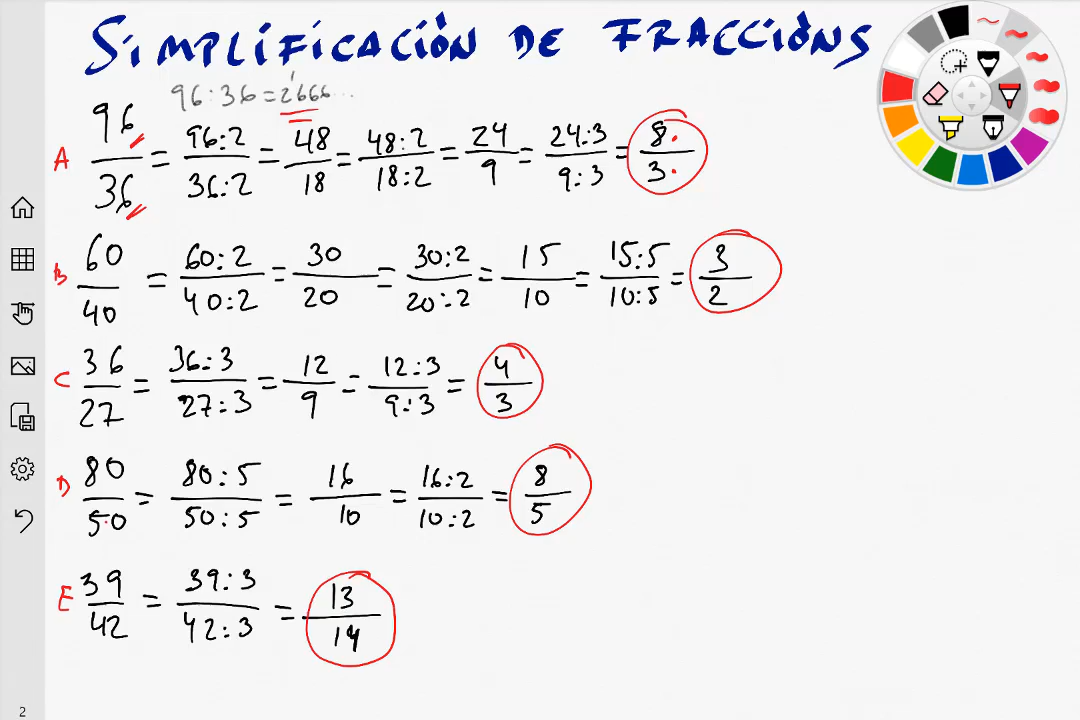 SIMPLIFICACIÓN DE FRACCIÓNS
96:36 = 2'666...
A 96/36 = 96:2/36:2 = 48/18 = 48:2/18:2 = 24/9 = 24:3/9:3 = 8/3
B 60/40 = 60:2/40:2 = 30/20 = 30:2/20:2 = 15/10 = 15:5/10:5 = 3/2
C 36/27 = 36:3/27:3 = 12/9 = 12:3/9:3 = 4/3
D 80/50 = 80:5/50:5 = 16/10 = 16:2/10:2 = 8/5
E 39/42 = 39:3/42:3 = 13/14
2